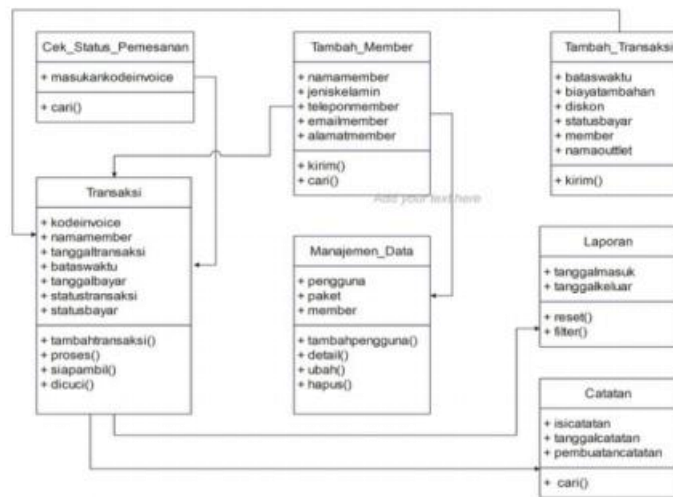 Cek_Status_Pemesanan
+ masukankodeinvoice
+ cari()
Tambah_Member
+ namamember
+ jeniskelamin
+ teleponmember
+ emailmember
+ alamatmember
+ kirim()
+ cari()
Tambah_Transaksi
+ bataswaktu
+ biayatambahan
+ diskon
+ statusbayar
+ member
+ namaouttlet
+ kirim()
Add your text here
Transaksi
+ kodeinvoice
+ namamember
+ tanggaltransaksi
+ bataswaktu
+ tanggalbayar
+ statustransaksi
+ statusbayar
+ tambahtransaksi()
+ proses()
+ siapambil()
+ dicuci()
Manajemen_Data
+ pengguna
+ paket
+ member
+ tambahpengguna()
+ detail()
+ ubah()
+ hapus()
Laporan
+ tanggalmasuk
+ tanggalkeluar
+ reset()
+ filter()
Catatan
+ isicatatan
+ tanggalcatatan
+ pembuatancatatan
+ cari()